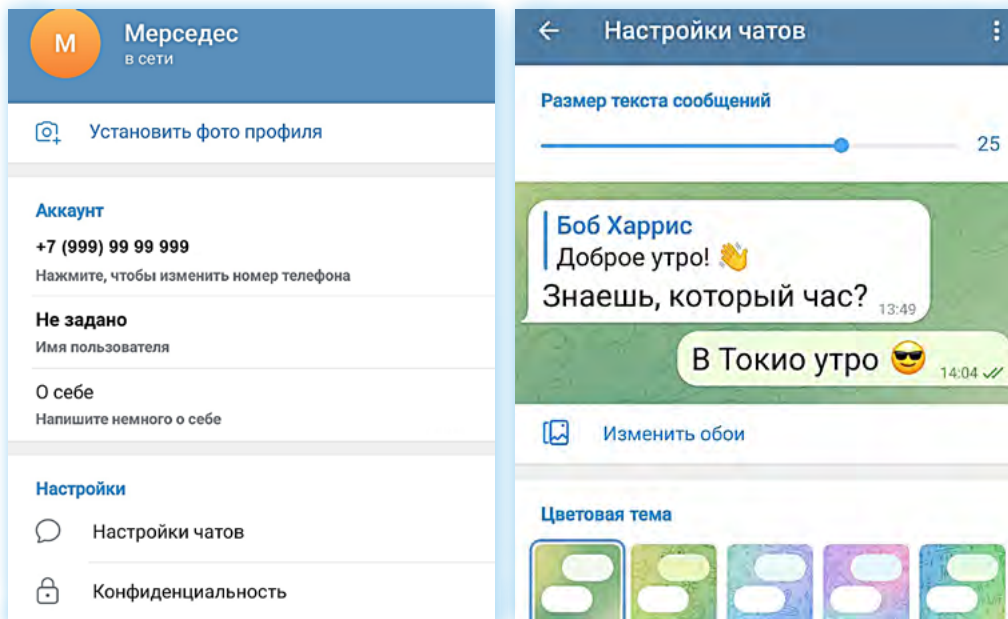 М
Мерседес
в сети
Установить фото профиля
Аккаунт
+7 (999) 99 99 999
Нажмите, чтобы изменить номер телефона
Не задано
Имя пользователя
О себе
Напишите немного о себе
Настройки
Настройки чатов
Конфиденциальность
Настройки чатов
Размер текста сообщений
25
Боб Харрис
Доброе утро! 👋
Знаешь, который час?
13:49
В Токио утро 😎
14:04
Изменить обои
Цветовая тема